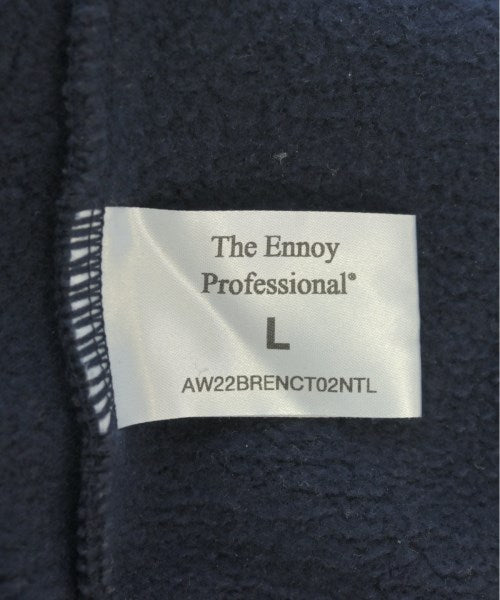 The Ennoy
Professional®
L
AW22BRENCT02NTL